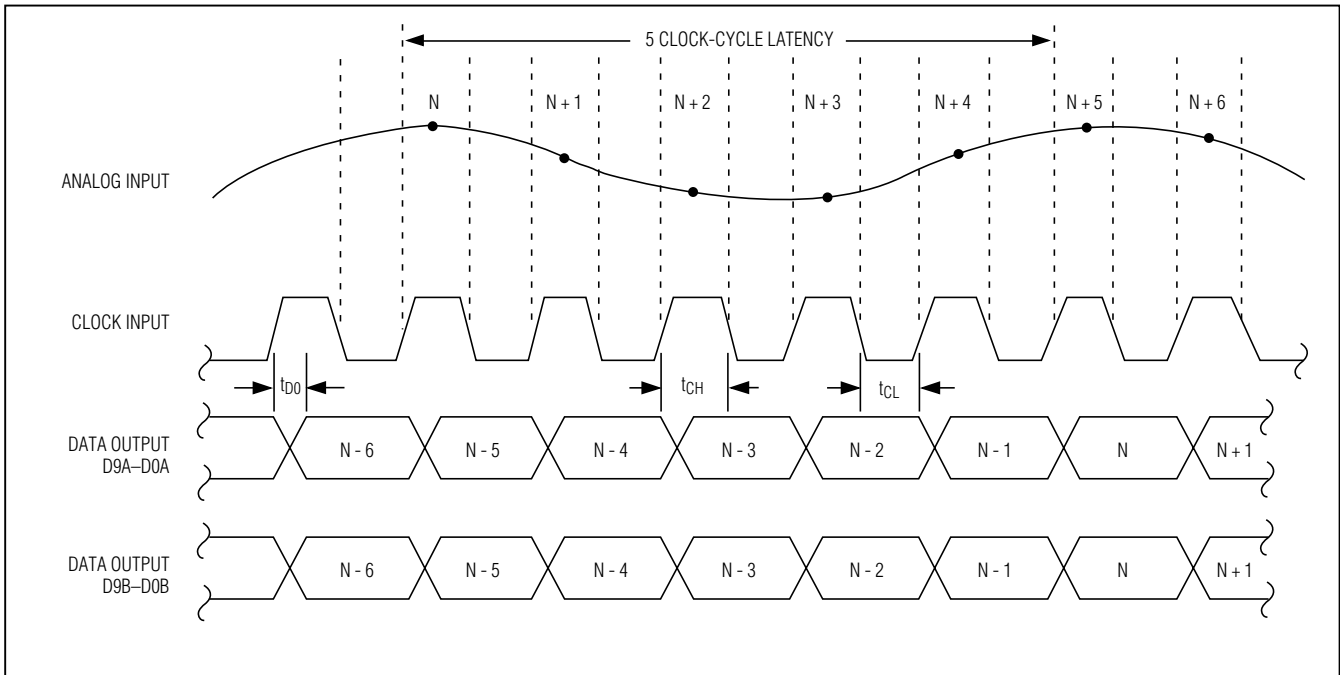 5 CLOCK-CYCLE LATENCY
N N + 1 N + 2 N + 3 N + 4 N + 5 N + 6
ANALOG INPUT
CLOCK INPUT
tD0 tCH tCL
DATA OUTPUT
D9A–D0A
N - 6 N - 5 N - 4 N - 3 N - 2 N - 1 N N + 1
DATA OUTPUT
D9B–D0B
N - 6 N - 5 N - 4 N - 3 N - 2 N - 1 N N + 1